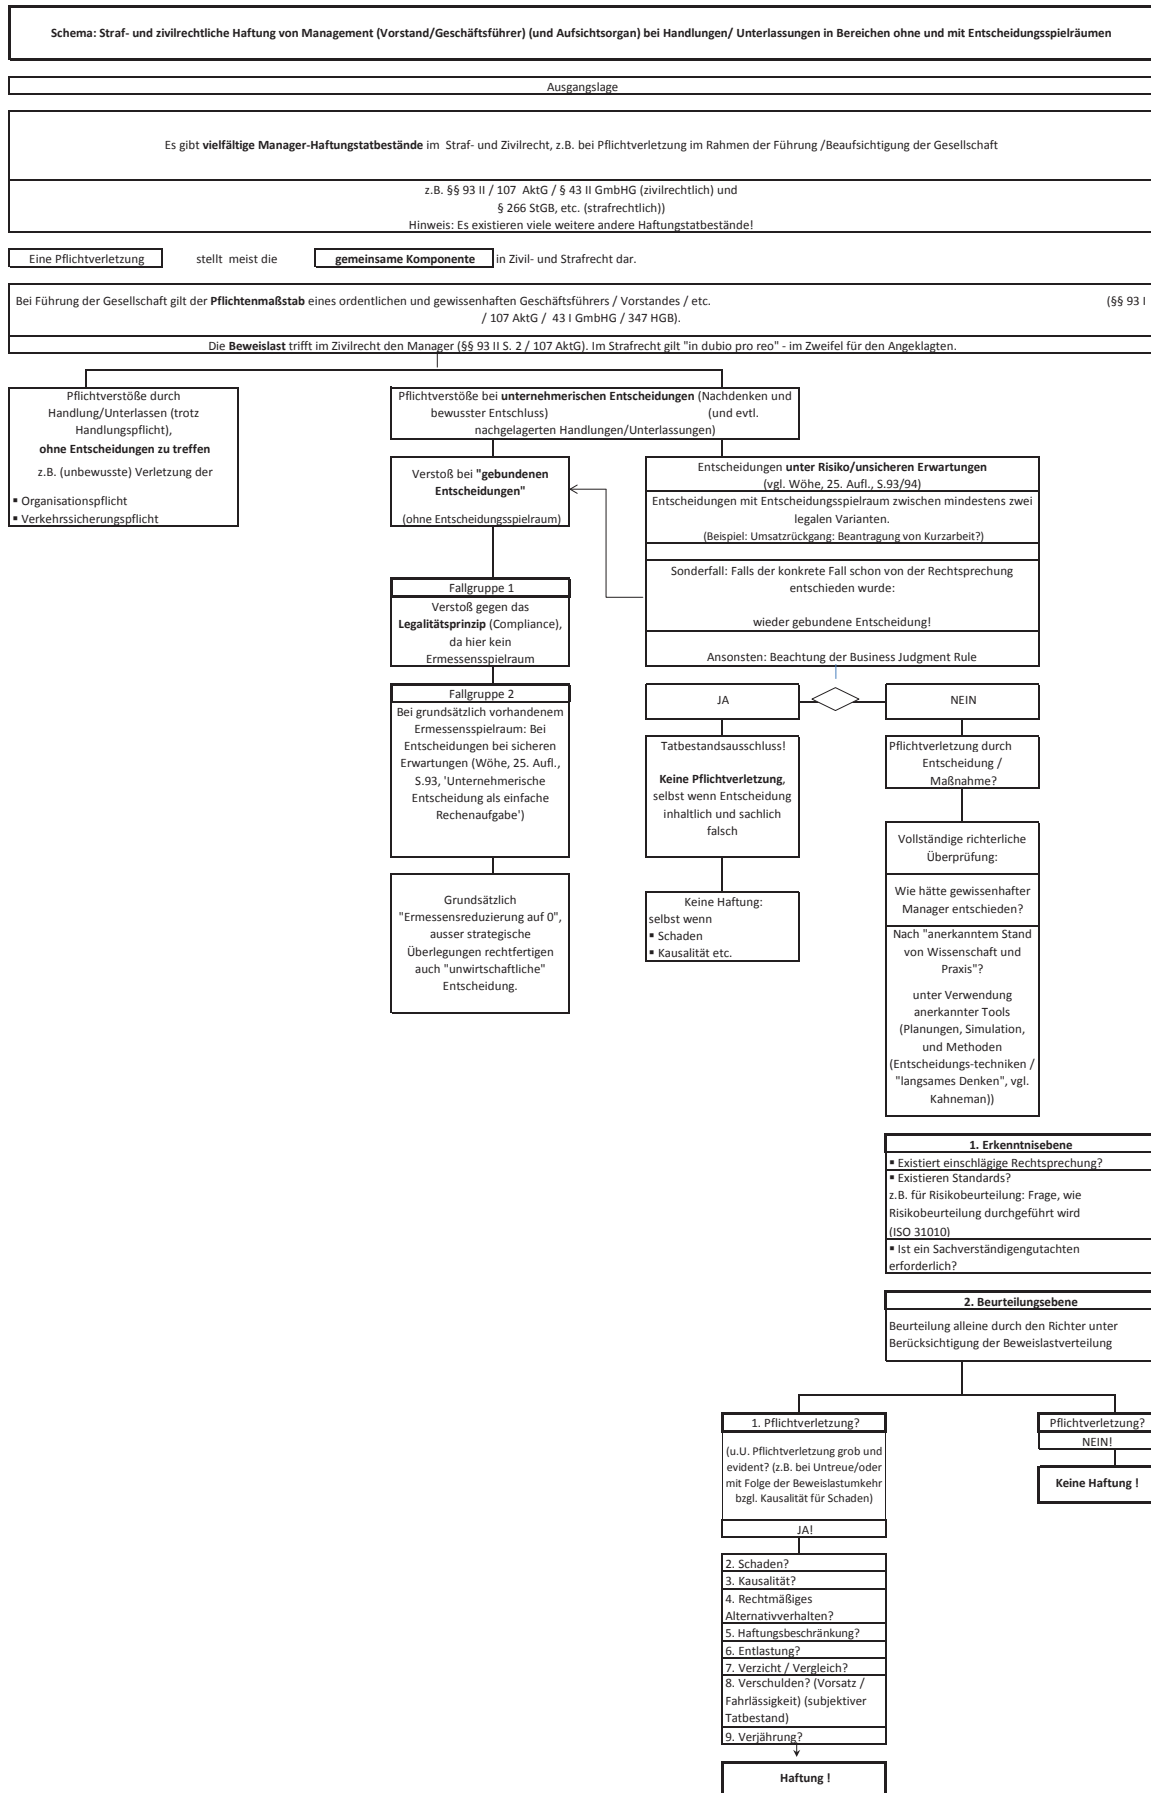 Schema: Straf- und zivilrechtliche Haftung von Management (Vorstand/Geschäftsführer) (und Aufsichtsorgan) bei Handlungen/ Unterlassungen in Bereichen ohne und mit Entscheidungsspielräumen
Ausgangslage
Es gibt vielfältige Manager-Haftungstatbestände im Straf- und Zivilrecht, z.B. bei Pflichtverletzung im Rahmen der Führung /Beaufsichtigung der Gesellschaft
z.B. §§ 93 II / 107 AktG / § 43 II GmbHG (zivilrechtlich) und
§ 266 StGB, etc. (strafrechtlich))
Hinweis: Es existieren viele weitere andere Haftungstatbestände!
Eine Pflichtverletzung stellt meist die gemeinsame Komponente in Zivil- und Strafrecht dar.
Bei Führung der Gesellschaft gilt der Pflichtenmaßstab eines ordentlichen und gewissenhaften Geschäftsführers / Vorstandes / etc. (§§ 93 I
/ 107 AktG / 43 I GmbHG / 347 HGB).
Die Beweislast trifft im Zivilrecht den Manager (§§ 93 II S. 2 / 107 AktG). Im Strafrecht gilt "in dubio pro reo" - im Zweifel für den Angeklagten.
Pflichtverstöße durch
Handlung/Unterlassen (trotz
Handlungspflicht),
ohne Entscheidungen zu treffen
z.B. (unbewusste) Verletzung der
▪ Organisationspflicht
▪ Verkehrssicherungspflicht
Pflichtverstöße bei unternehmerischen Entscheidungen (Nachdenken und
bewusster Entschluss) (und evtl.
nachgelagerten Handlungen/Unterlassungen)
Verstoß bei "gebundenen
Entscheidungen"
(ohne Entscheidungsspielraum)
Fallgruppe 1
Verstoß gegen das
Legalitätsprinzip (Compliance),
da hier kein
Ermessensspielraum
Fallgruppe 2
Bei grundsätzlich vorhandenem
Ermessensspielraum: Bei
Entscheidungen bei sicheren
Erwartungen (Wöhe, 25. Aufl.,
S.93, 'Unternehmerische
Entscheidung als einfache
Rechenaufgabe')
Grundsätzlich
"Ermessensreduzierung auf 0",
ausser strategische
Überlegungen rechtfertigen
auch "unwirtschaftliche"
Entscheidung.
Entscheidungen unter Risiko/unsicheren Erwartungen
(vgl. Wöhe, 25. Aufl., S.93/94)
Entscheidungen mit Entscheidungsspielraum zwischen mindestens zwei
legalen Varianten.
(Beispiel: Umsatzrückgang: Beantragung von Kurzarbeit?)
Sonderfall: Falls der konkrete Fall schon von der Rechtsprechung
entschieden wurde:
wieder gebundene Entscheidung!
Ansonsten: Beachtung der Business Judgment Rule
JA
Tatbestandsausschluss!
Keine Pflichtverletzung,
selbst wenn Entscheidung
inhaltlich und sachlich
falsch
Keine Haftung:
selbst wenn
▪ Schaden
▪ Kausalität etc.
NEIN
Pflichtverletzung durch
Entscheidung /
Maßnahme?
Vollständige richterliche
Überprüfung:
Wie hätte gewissenhafter
Manager entschieden?
Nach "anerkanntem Stand
von Wissenschaft und
Praxis"?
unter Verwendung
anerkannter Tools
(Planungen, Simulation,
und Methoden
(Entscheidungs-techniken /
"langsames Denken", vgl.
Kahneman))
1. Erkenntnisebene
▪ Existiert einschlägige Rechtsprechung?
▪ Existieren Standards?
z.B. für Risikobeurteilung: Frage, wie
Risikobeurteilung durchgeführt wird
(ISO 31010)
▪ Ist ein Sachverständigengutachten
erforderlich?
2. Beurteilungsebene
Beurteilung alleine durch den Richter unter
Berücksichtigung der Beweislastverteilung
1. Pflichtverletzung?
(u.U. Pflichtverletzung grob und
evident? (z.B. bei Untreue/oder
mit Folge der Beweislastumkehr
bzgl. Kausalität für Schaden)
JA!
2. Schaden?
3. Kausalität?
4. Rechtmäßiges
Alternativverhalten?
5. Haftungsbeschränkung?
6. Entlastung?
7. Verzicht / Vergleich?
8. Verschulden? (Vorsatz /
Fahrlässigkeit) (subjektiver
Tatbestand)
9. Verjährung?
Haftung !
Pflichtverletzung?
NEIN!
Keine Haftung !